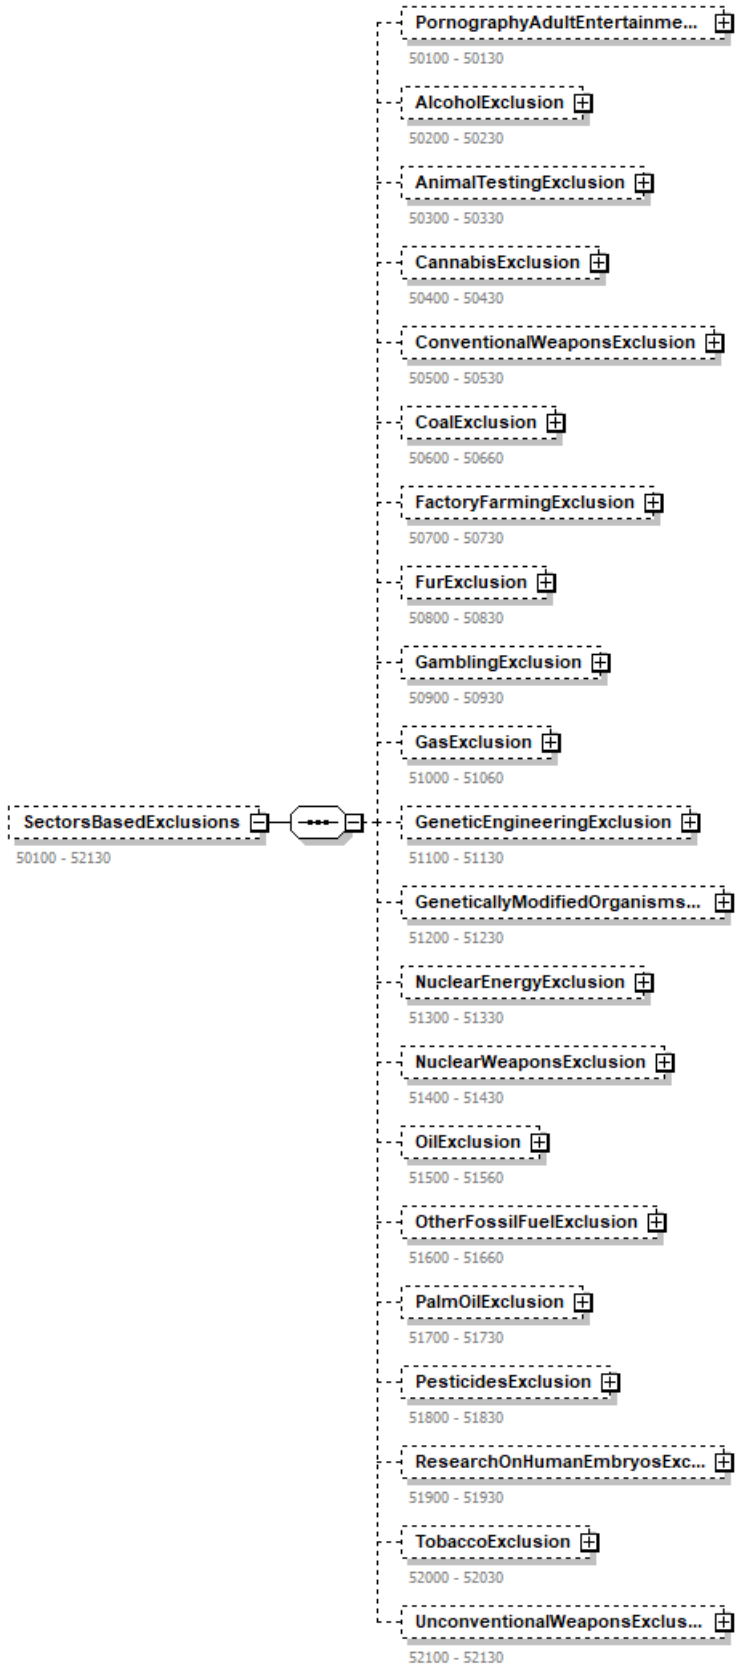 PornographyAdultEntertainme...
50100 - 50130
AlcoholExclusion
50200 - 50230
AnimalTestingExclusion
50300 - 50330
CannabisExclusion
50400 - 50430
ConventionalWeaponsExclusion
50500 - 50530
CoalExclusion
50600 - 50660
FactoryFarmingExclusion
50700 - 50730
FurExclusion
50800 - 50830
GamblingExclusion
50900 - 50930
GasExclusion
51000 - 51060
SectorsBasedExclusions
50100 - 52130
GeneticEngineeringExclusion
51100 - 51130
GeneticallyModifiedOrganisms...
51200 - 51230
NuclearEnergyExclusion
51300 - 51330
NuclearWeaponsExclusion
51400 - 51430
OilExclusion
51500 - 51560
OtherFossilFuelExclusion
51600 - 51660
PalmOilExclusion
51700 - 51730
PesticidesExclusion
51800 - 51830
ResearchOnHumanEmbryosExc...
51900 - 51930
TobaccoExclusion
52000 - 52030
UnconventionalWeaponsExclus...
52100 - 52130